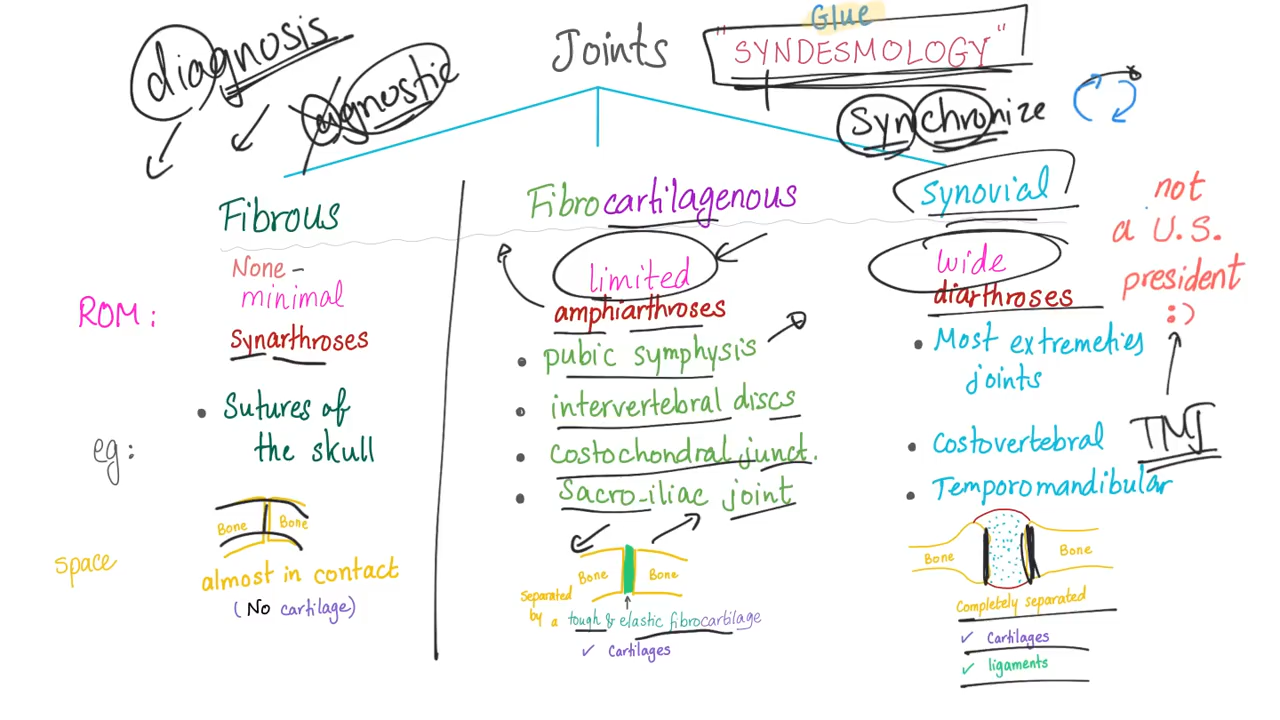 diagnosis
agnostic
Joints
Glue
"SYNDESMOLOGY"
Synchronize
Fibrous
Fibrocartilagenous
Synovial
not
a U.S.
president
:)
ROM:
None -
minimal
Synarthroses
limited
amphiarthroses
wide
diarthroses
eg:
• Sutures of
the skull
• pubic symphysis
• intervertebral discs
• Costochondral junct.
• Sacro-iliac joint
• Most extremeties
joints
• Costovertebral
• Temporomandibular
TMJ
space
Bone Bone
almost in contact
(No cartilage)
Bone Bone
Separated
by a tough & elastic fibrocartilage
✓ Cartilages
Bone Bone
Completely separated
✓ Cartilages
✓ ligaments